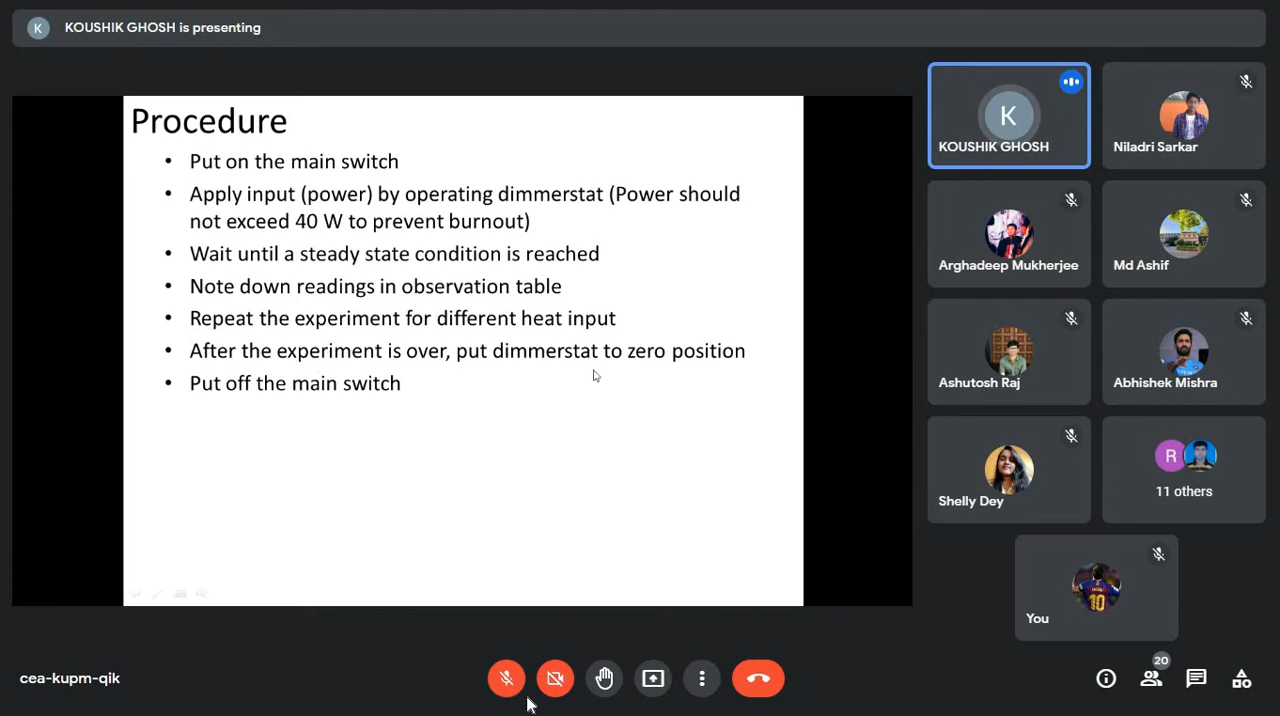 K KOUSHIK GHOSH is presenting
Procedure
• Put on the main switch
• Apply input (power) by operating dimmerstat (Power should
not exceed 40 W to prevent burnout)
• Wait until a steady state condition is reached
• Note down readings in observation table
• Repeat the experiment for different heat input
• After the experiment is over, put dimmerstat to zero position
• Put off the main switch
K
KOUSHIK GHOSH
Niladri Sarkar
Arghadeep Mukherjee
Md Ashif
Ashutosh Raj
Abhishek Mishra
Shelly Dey
R
11 others
10
You
cea-kupm-qik
20